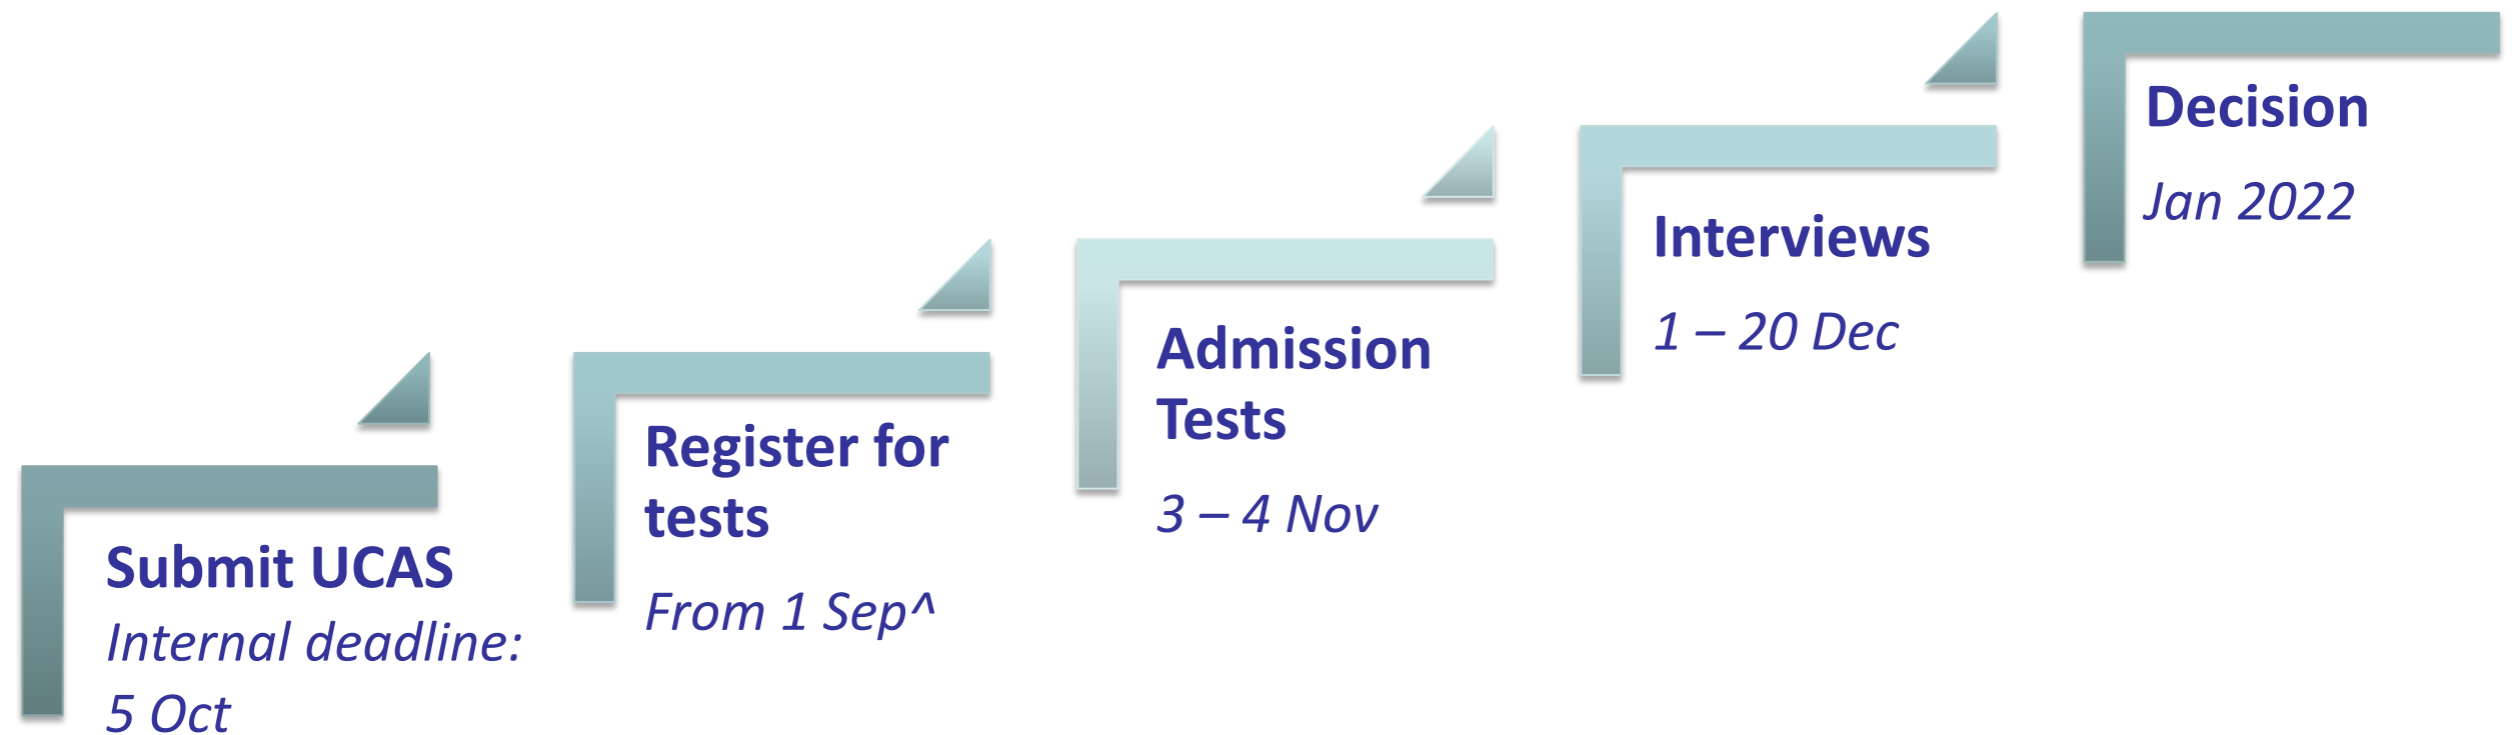 Submit UCAS
Internal deadline:
5 Oct
Register for
tests
From 1 Sep^
Admission
Tests
3 – 4 Nov
Interviews
1 – 20 Dec
Decision
Jan 2022